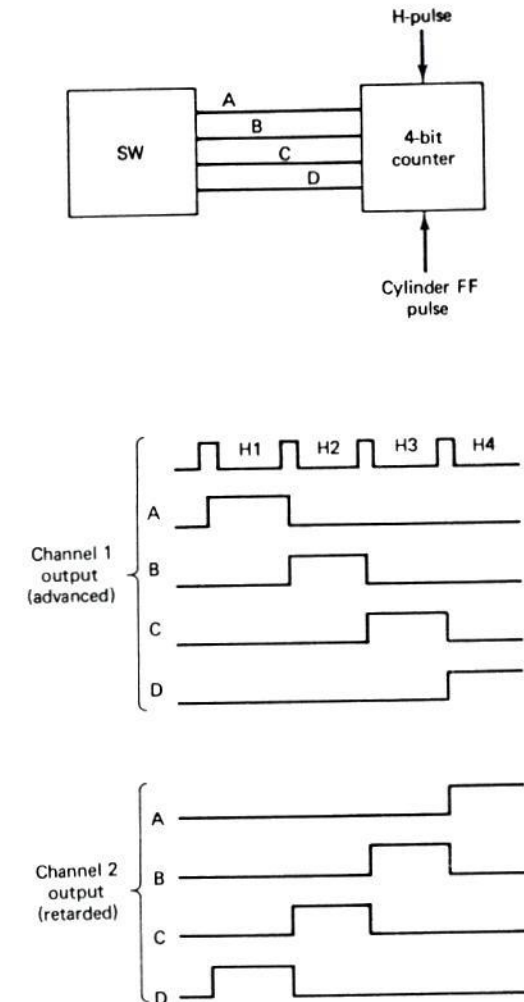 H-pulse
SW
A
B
C
D
4-bit
counter
Cylinder FF
pulse
H1 H2 H3 H4
Channel 1
output
(advanced)
A
B
C
D
Channel 2
output
(retarded)
A
B
C
D